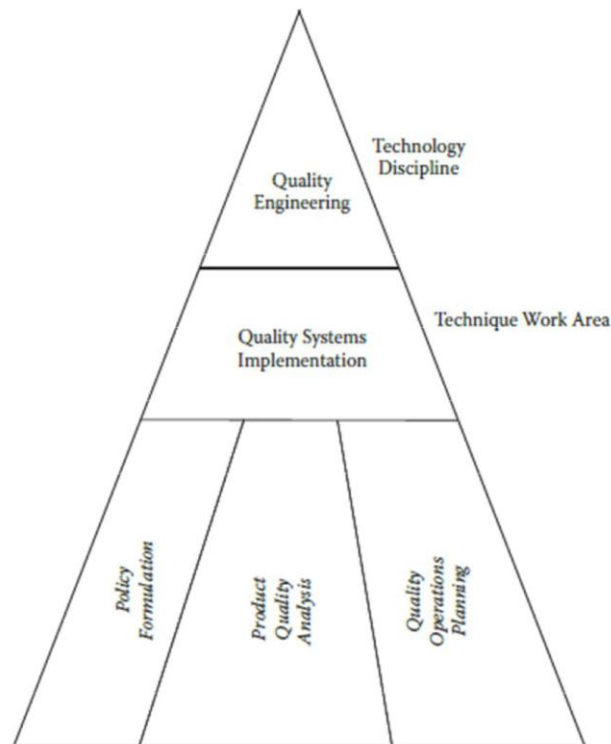 Technology
Discipline
Quality
Engineering
Technique Work Area
Quality Systems
Implementation
Policy
Formulation
Product
Quality
Analysis
Quality
Operations
Planning